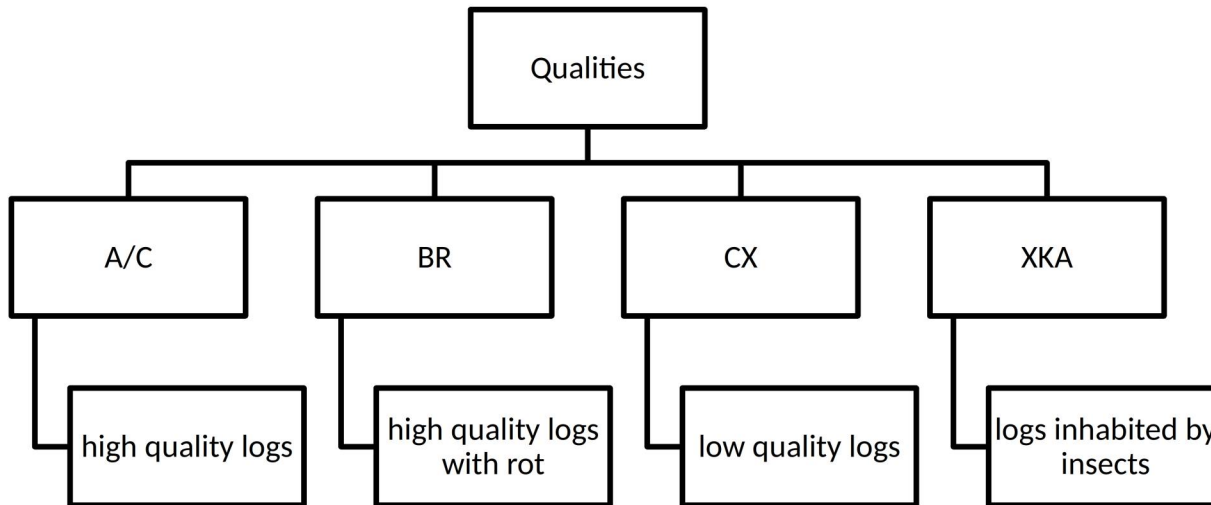 Qualities
A/C
BR
CX
XKA
high quality logs
high quality logs
with rot
low quality logs
logs inhabited by
insects